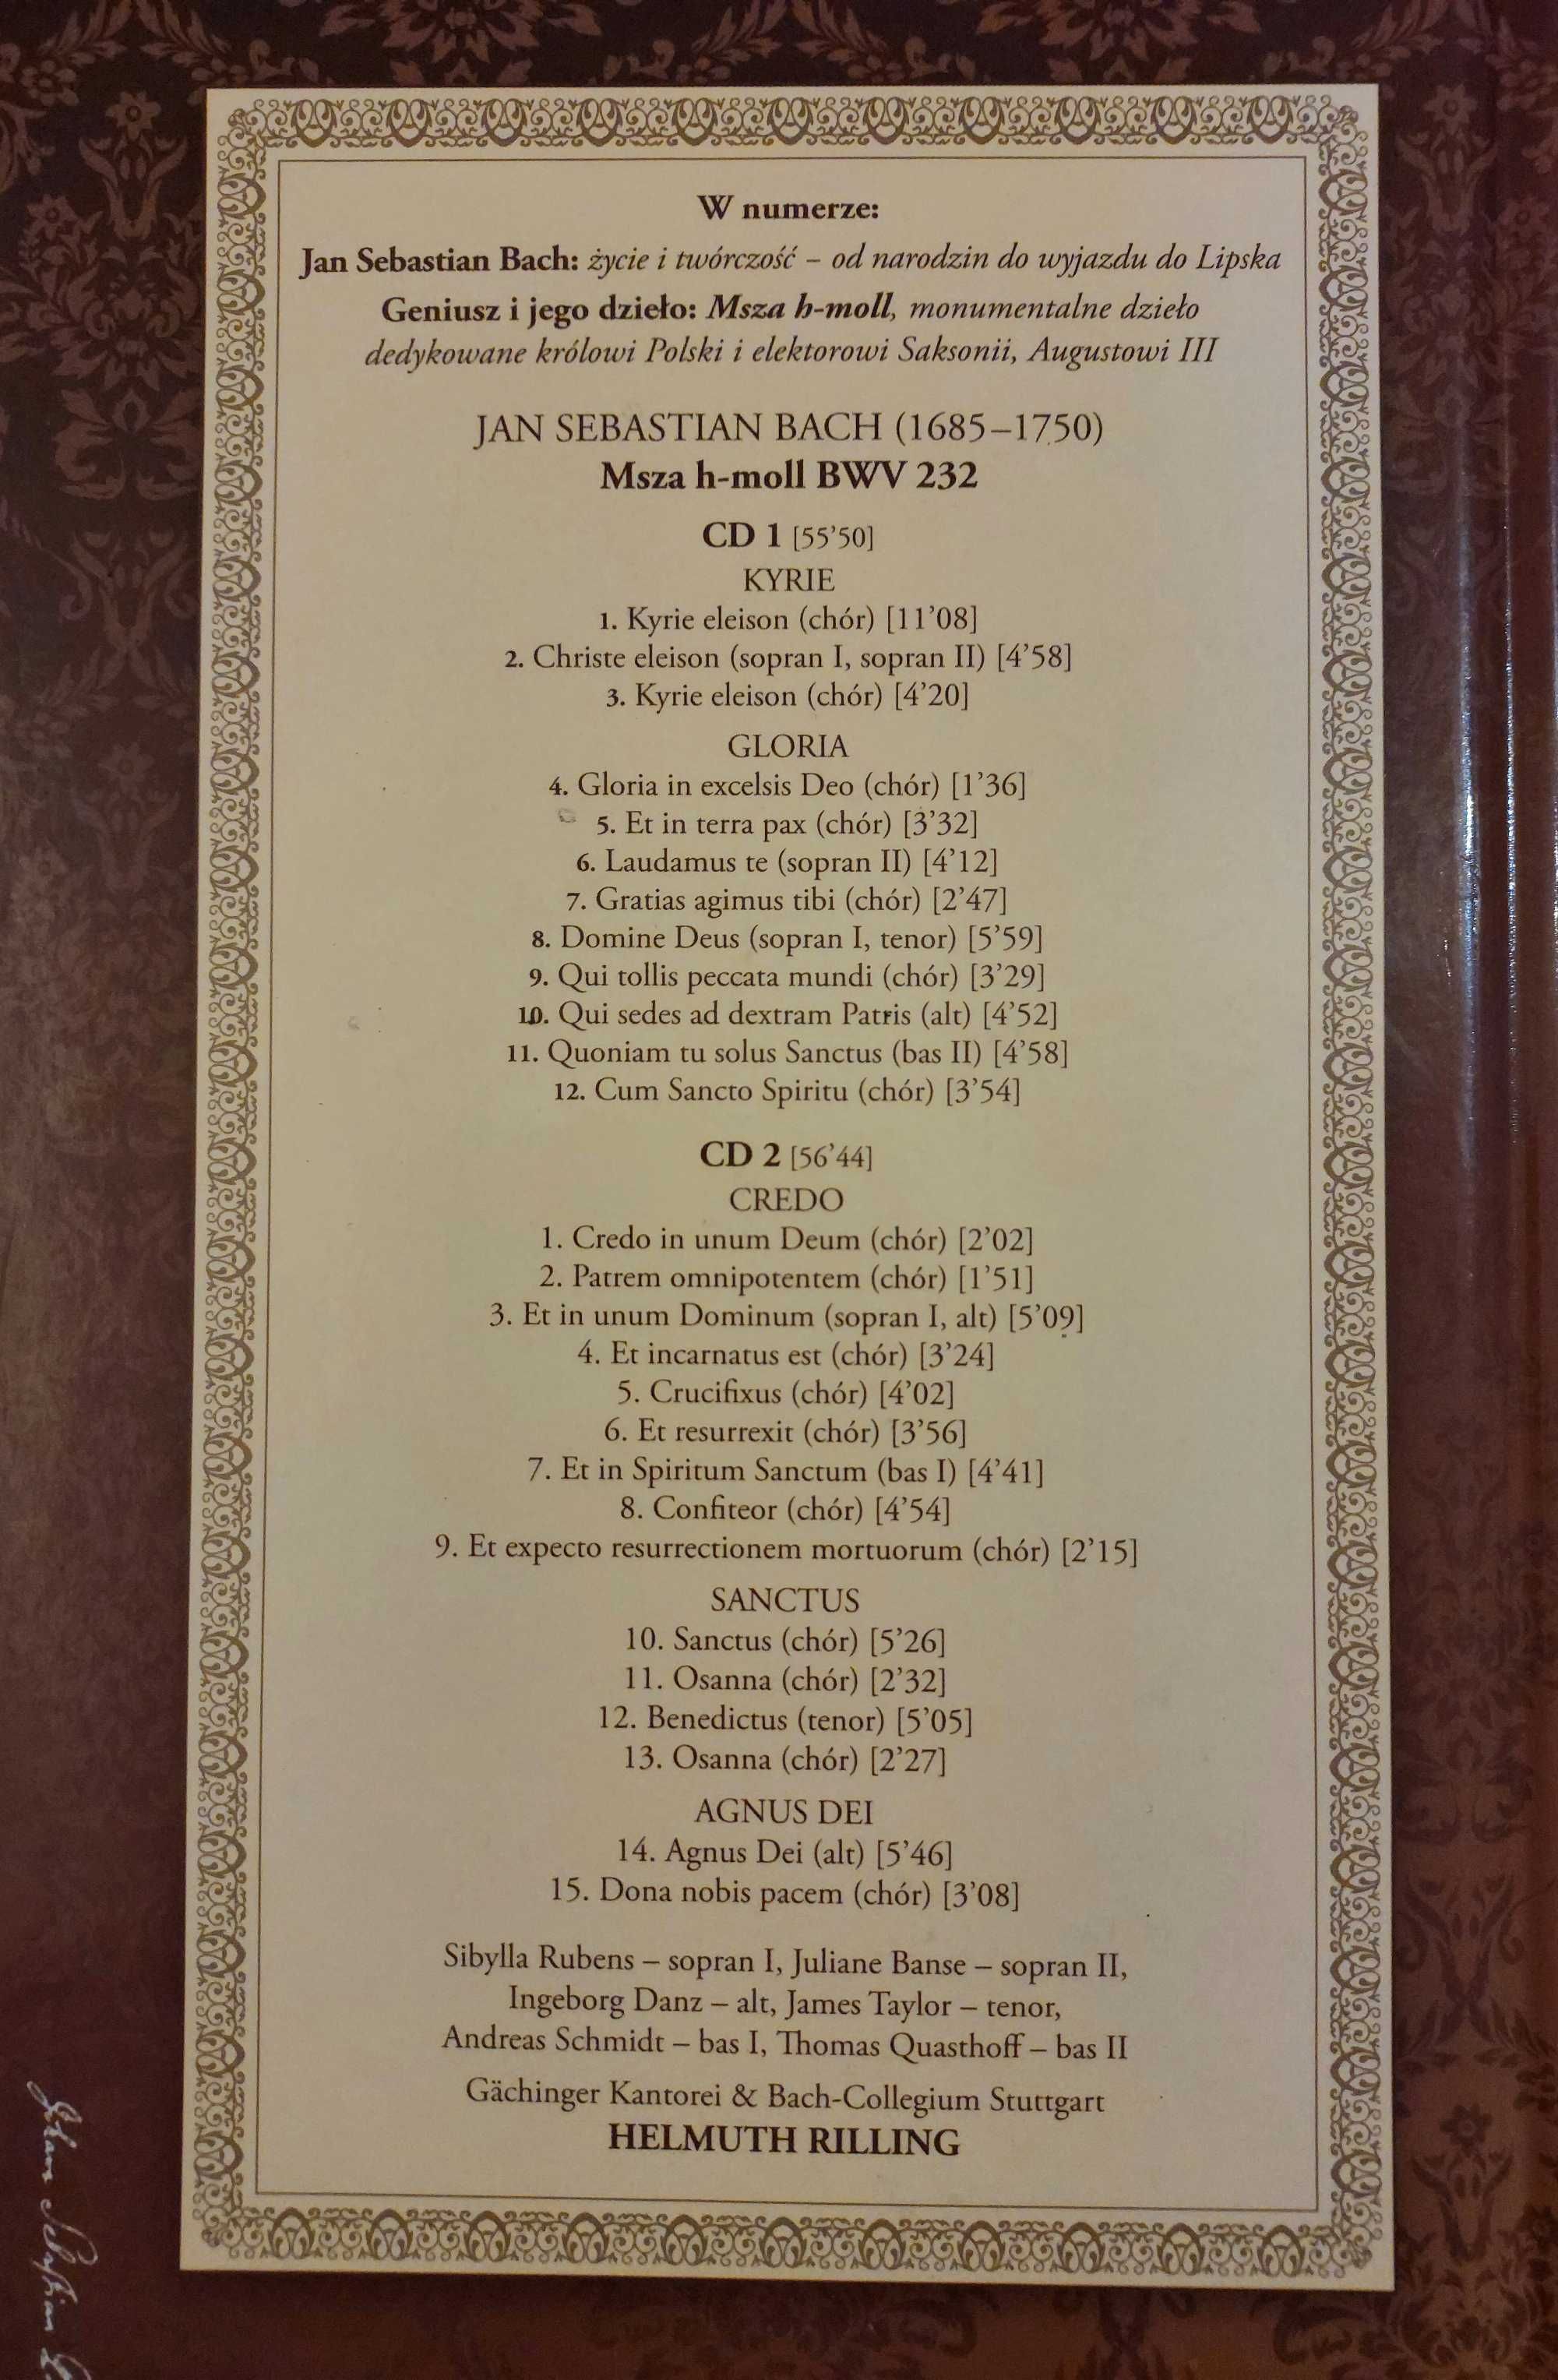 W numerze:
Jan Sebastian Bach: życie i twórczość – od narodzin do wyjazdu do Lipska
Geniusz i jego dzieło: Msza h-moll, monumentalne dzieło
dedykowane królowi Polski i elektorowi Saksonii, Augustowi III
JAN SEBASTIAN BACH (1685–1750)
Msza h-moll BWV 232
CD 1 [55’50]
KYRIE
1. Kyrie eleison (chór) [11’08]
2. Christe eleison (sopran I, sopran II) [4’58]
3. Kyrie eleison (chór) [4’20]
GLORIA
4. Gloria in excelsis Deo (chór) [1’36]
5. Et in terra pax (chór) [3’32]
6. Laudamus te (sopran II) [4’12]
7. Gratias agimus tibi (chór) [2’47]
8. Domine Deus (sopran I, tenor) [5’59]
9. Qui tollis peccata mundi (chór) [3’29]
10. Qui sedes ad dextram Patris (alt) [4’52]
11. Quoniam tu solus Sanctus (bas II) [4’58]
12. Cum Sancto Spiritu (chór) [3’54]
CD 2 [56’44]
CREDO
1. Credo in unum Deum (chór) [2’02]
2. Patrem omnipotentem (chór) [1’51]
3. Et in unum Dominum (sopran I, alt) [5’09]
4. Et incarnatus est (chór) [3’24]
5. Crucifixus (chór) [4’02]
6. Et resurrexit (chór) [3’56]
7. Et in Spiritum Sanctum (bas I) [4’41]
8. Confiteor (chór) [4’54]
9. Et expecto resurrectionem mortuorum (chór) [2’15]
SANCTUS
10. Sanctus (chór) [5’26]
11. Osanna (chór) [2’32]
12. Benedictus (tenor) [5’05]
13. Osanna (chór) [2’27]
AGNUS DEI
14. Agnus Dei (alt) [5’46]
15. Dona nobis pacem (chór) [3’08]
Sibylla Rubens – sopran I, Juliane Banse – sopran II,
Ingeborg Danz – alt, James Taylor – tenor,
Andreas Schmidt – bas I, Thomas Quasthoff – bas II
Gächinger Kantorei & Bach-Collegium Stuttgart
HELMUTH RILLING